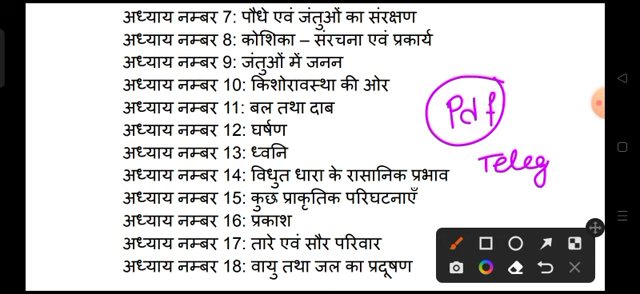 अध्याय नम्बर 7: पौधे एवं जंतुओं का संरक्षण
अध्याय नम्बर 8: कोशिका – संरचना एवं प्रकार्य
अध्याय नम्बर 9: जंतुओं में जनन
अध्याय नम्बर 10: किशोरावस्था की ओर
अध्याय नम्बर 11: बल तथा दाब
अध्याय नम्बर 12: घर्षण
अध्याय नम्बर 13: ध्वनि
अध्याय नम्बर 14: विधुत धारा के रासानिक प्रभाव
अध्याय नम्बर 15: कुछ प्राकृतिक परिघटनाएँ
अध्याय नम्बर 16: प्रकाश
अध्याय नम्बर 17: तारे एवं सौर परिवार
अध्याय नम्बर 18: वायु तथा जल का प्रदूषण
Pdf
Teleg